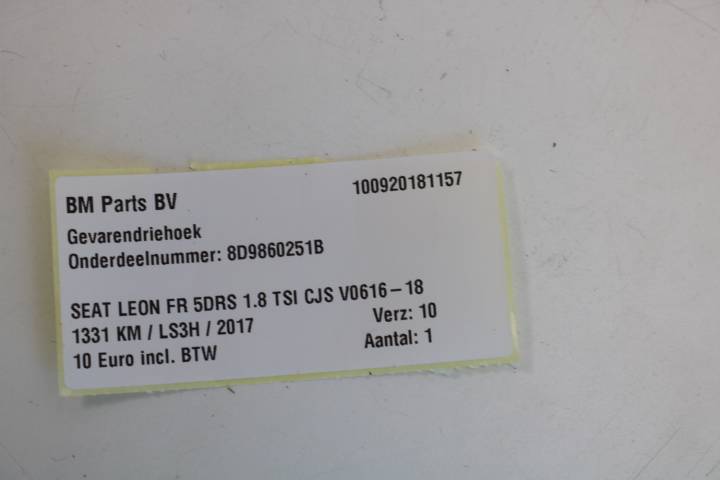 BM Parts BV 100920181157
Gevarendriehoek
Onderdeelnummer: 8D9860251B
SEAT LEON FR 5DRS 1.8 TSI CJS V0616-18
1331 KM / LS3H / 2017 Verz: 10
10 Euro incl. BTW Aantal: 1